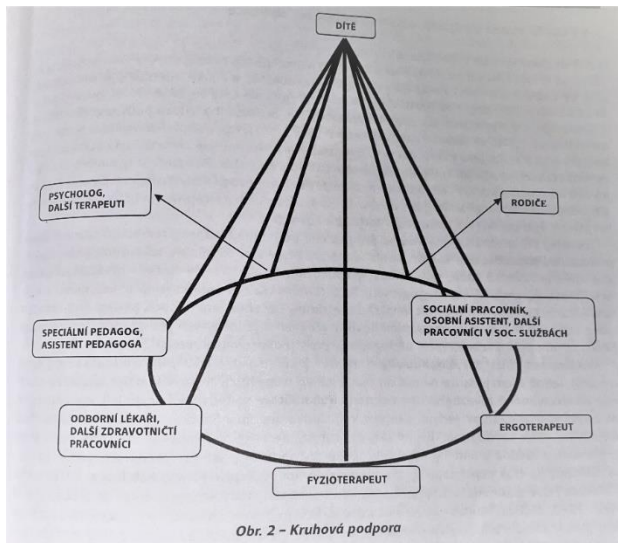 DÍTĚ
PSYCHOLOG,
DALŠÍ TERAPEUTI
RODIČE
SPECIÁLNÍ PEDAGOG,
ASISTENT PEDAGOGA
SOCIÁLNÍ PRACOVNÍK,
OSOBNÍ ASISTENT, DALŠÍ
PRACOVNÍCI V SOC. SLUŽBÁCH
ODBORNÍ LÉKAŘI,
DALŠÍ ZDRAVOTNIČTÍ
PRACOVNÍCI
ERGOTERAPEUT
FYZIOTERAPEUT
Obr. 2 – Kruhová podpora